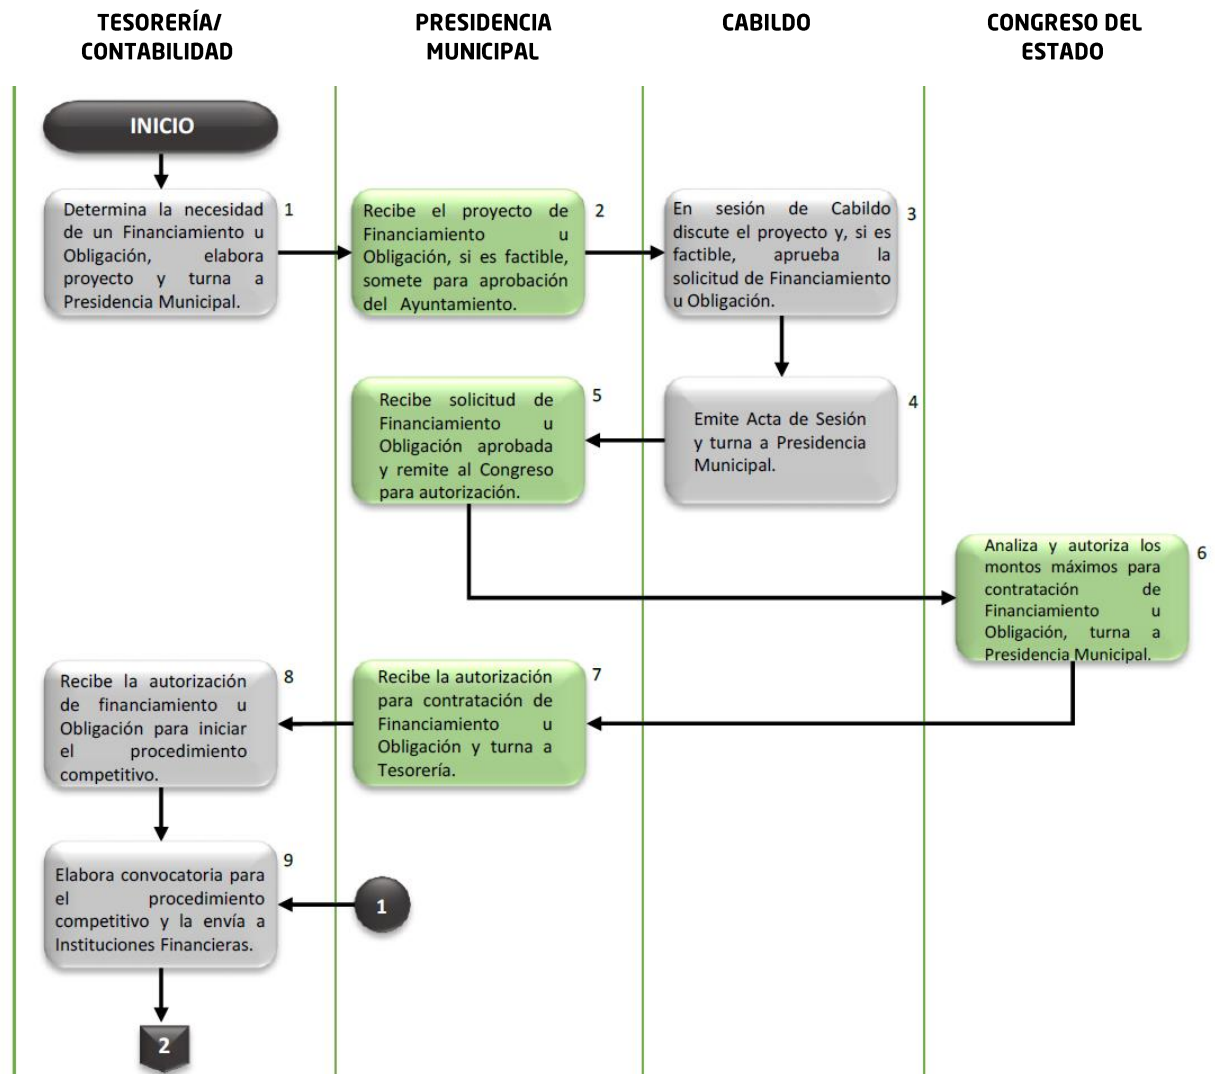 TESORERÍA/
CONTABILIDAD
PRESIDENCIA
MUNICIPAL
CABILDO
CONGRESO DEL
ESTADO
INICIO
Determina la necesidad
de un Financiamiento u
Obligación, elabora
proyecto y turna a
Presidencia Municipal.
1
Recibe el proyecto de
Financiamiento u
Obligación, si es factible,
somete para aprobación
del Ayuntamiento.
2
En sesión de Cabildo
discute el proyecto y, si es
factible, aprueba la
solicitud de Financiamiento
u Obligación.
3
Emite Acta de Sesión
y turna a Presidencia
Municipal.
4
Recibe solicitud de
Financiamiento u
Obligación aprobada
y remite al Congreso
para autorización.
5
Analiza y autoriza los
montos máximos para
contratación de
Financiamiento u
Obligación, turna a
Presidencia Municipal.
6
Recibe la autorización
para contratación de
Financiamiento u
Obligación y turna a
Tesorería.
7
Recibe la autorización
de financiamiento u
Obligación para iniciar
el procedimiento
competitivo.
8
Elabora convocatoria para
el procedimiento
competitivo y la envía a
Instituciones Financieras.
9
1
2